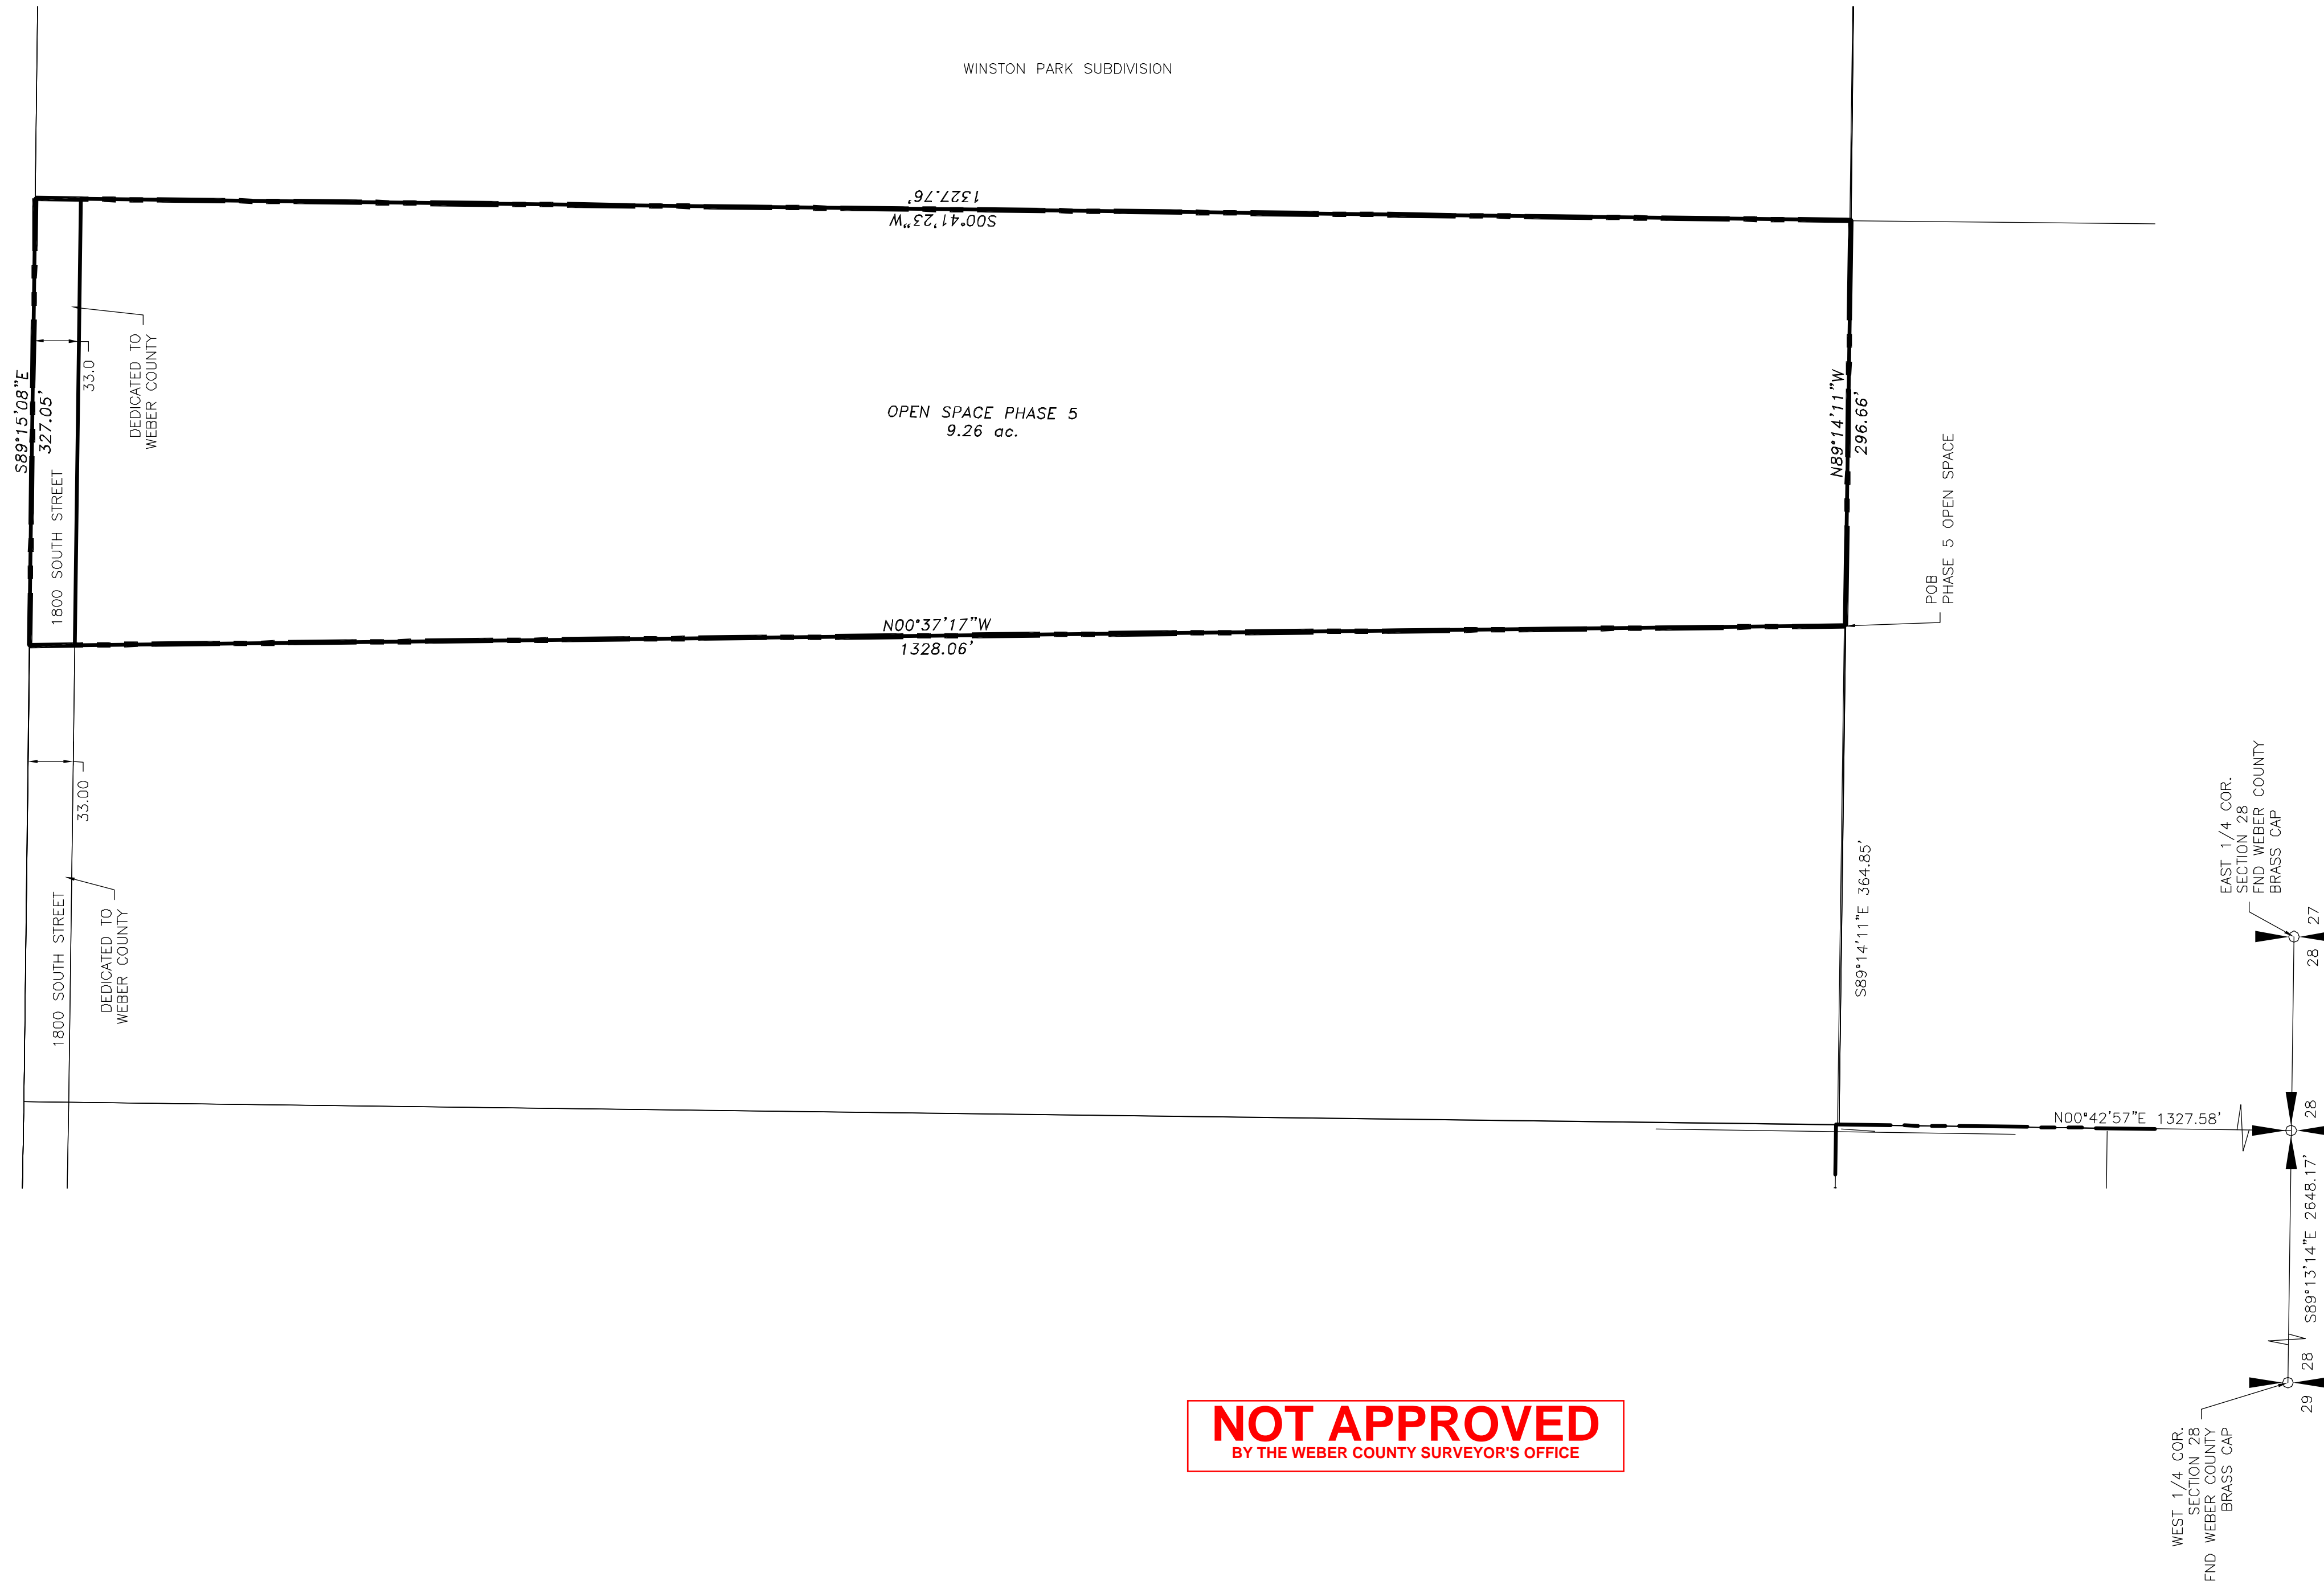 WINSTON PARK SUBDIVISION
1327.76'
S00°41'23"W
S89°15'08"E
327.05'
1800 SOUTH STREET
33.0
DEDICATED TO
WEBER COUNTY
OPEN SPACE PHASE 5
9.26 ac.
N89°14'11"W
296.66'
POB
PHASE 5 OPEN SPACE
N00°37'17"W
1328.06'
33.00
1800 SOUTH STREET
DEDICATED TO
WEBER COUNTY
S89°14'11"E 364.85'
EAST 1/4 COR.
SECTION 28
FND WEBER COUNTY
BRASS CAP
28 27
N00°42'57"E 1327.58'
28
S89°13'14"E 2648.17'
29 28
WEST 1/4 COR.
SECTION 28
FND WEBER COUNTY
BRASS CAP
NOT APPROVED
BY THE WEBER COUNTY SURVEYOR'S OFFICE